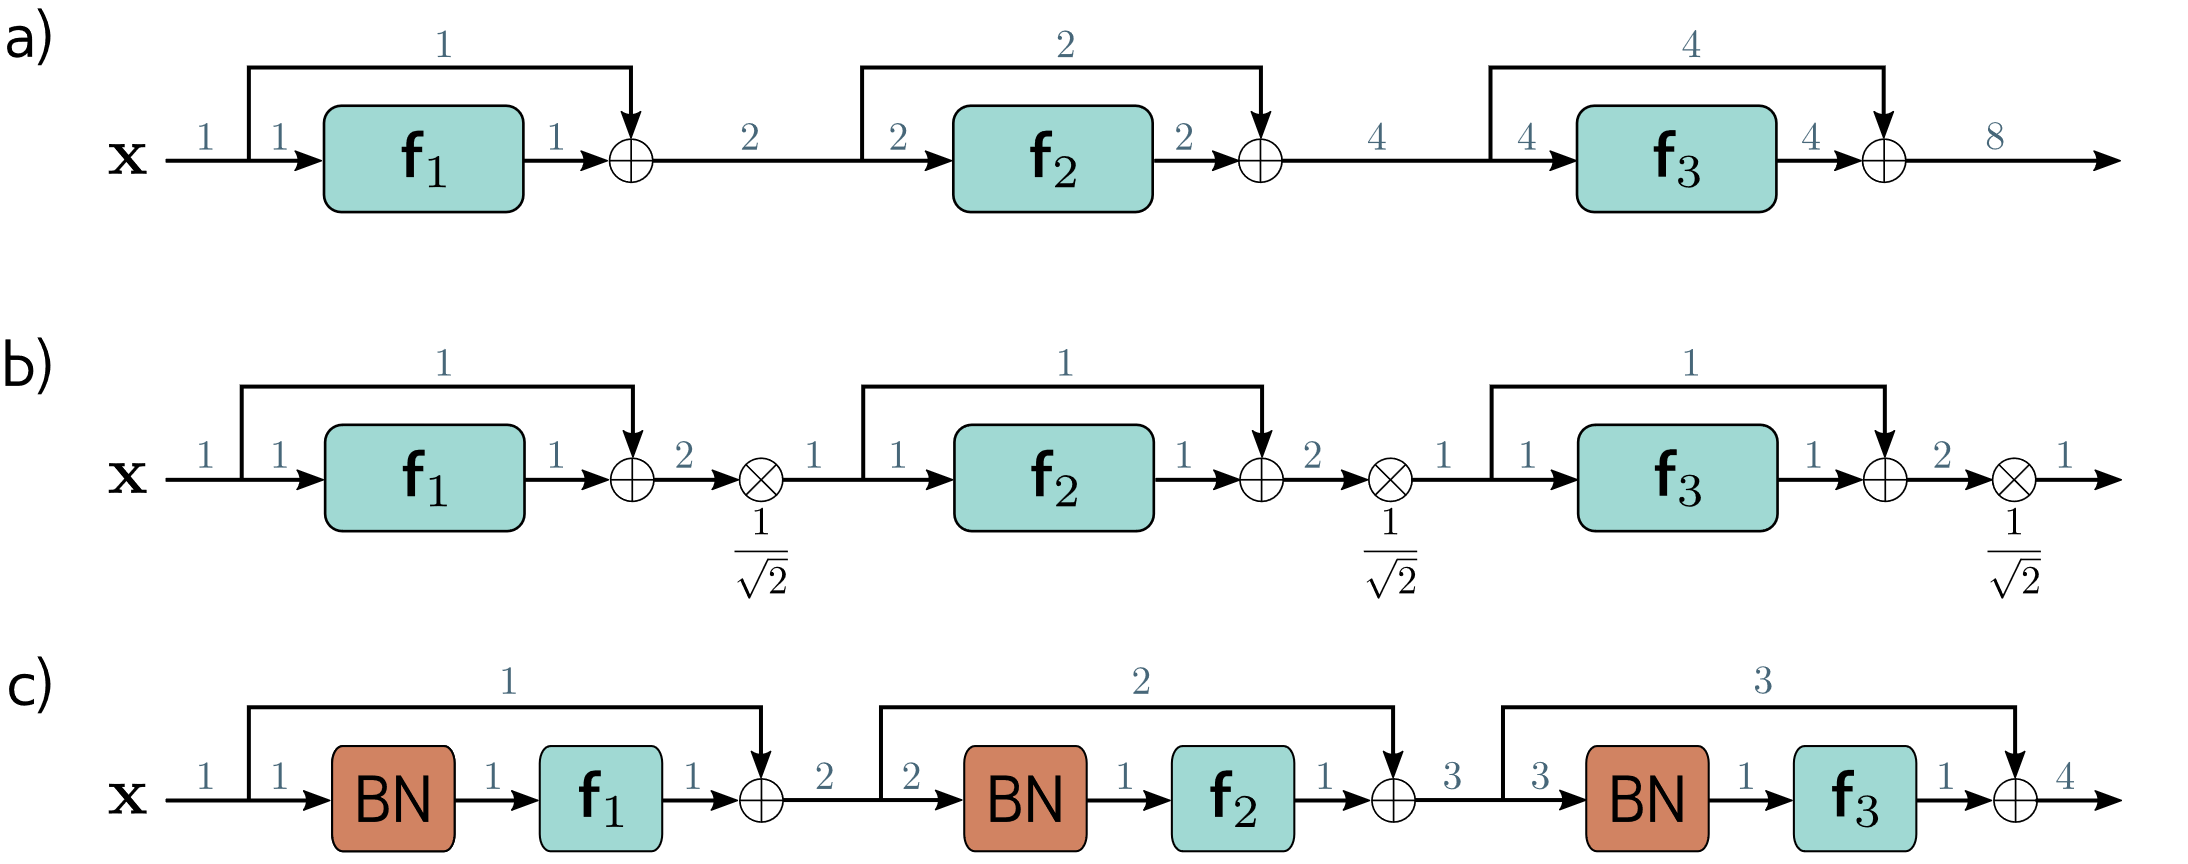 a)
1 2 4
x 1 1 f1 1 2 2 f2 2 4 4 f3 4 8
b)
1 1 1
x 1 1 f1 1 2 1 1 f2 1 2 1 1 f3 1 2 1
1/√2 1/√2 1/√2
c)
1 2 3
x 1 1 BN 1 f1 1 2 2 BN 1 f2 1 3 3 BN 1 f3 1 4